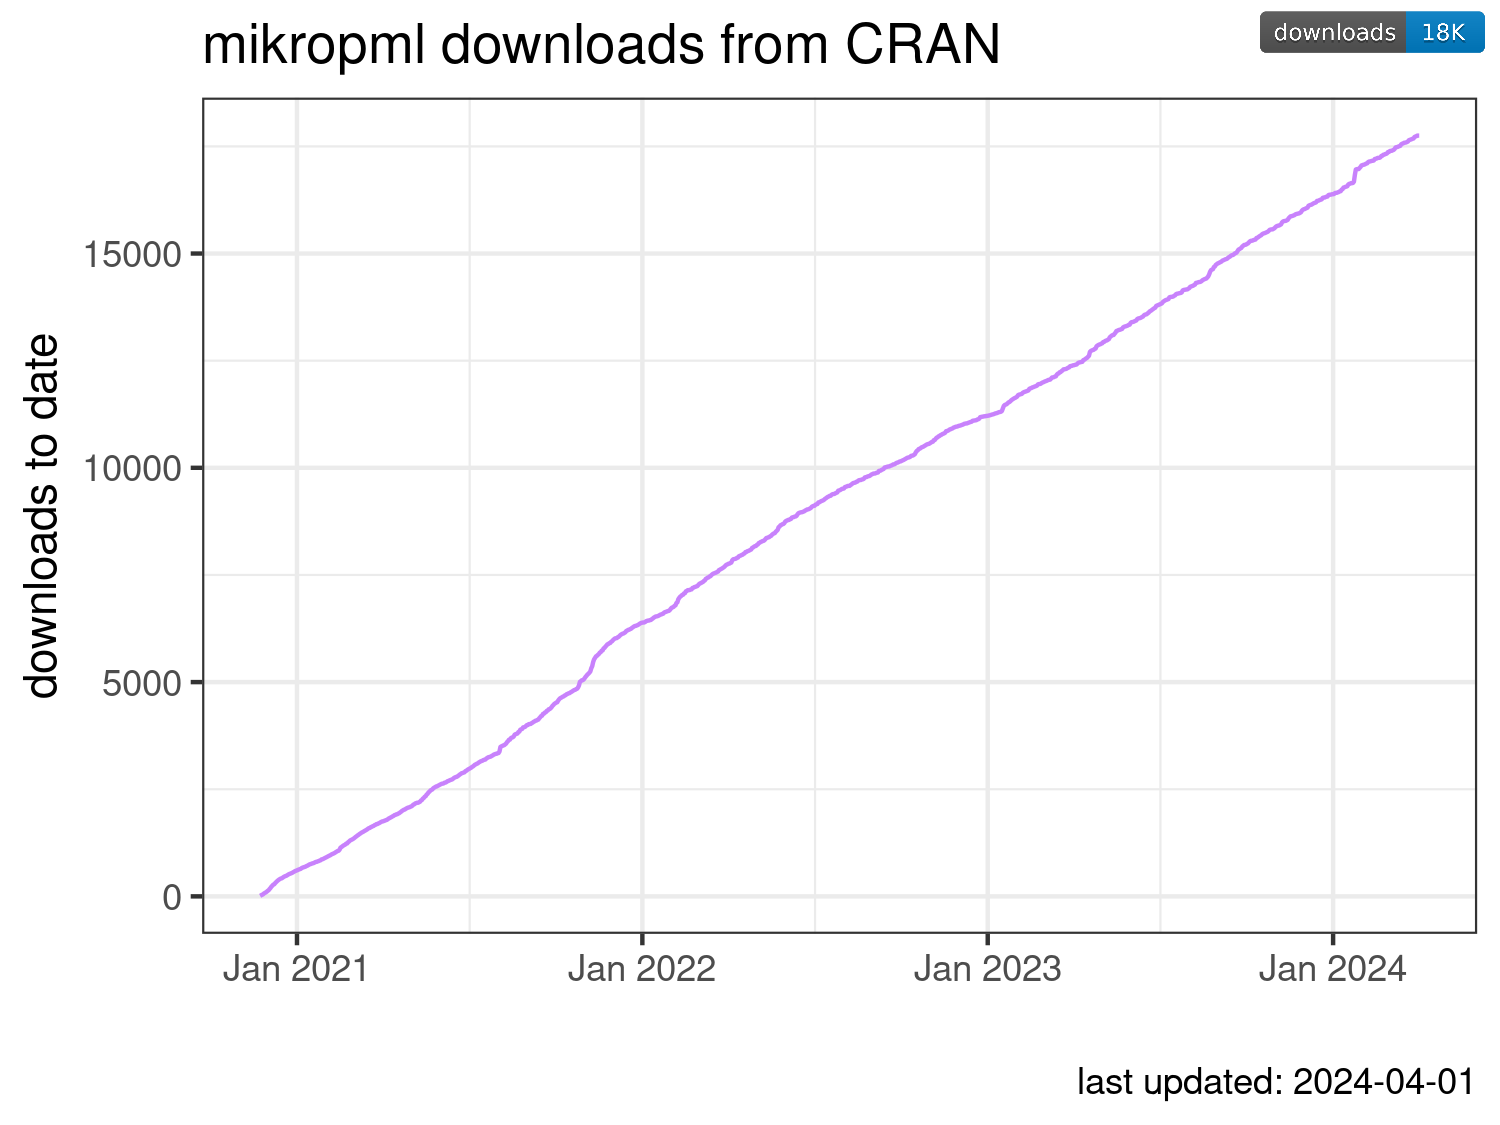 mikropml downloads from CRAN
downloads 18K
downloads to date
15000
10000
5000
0
Jan 2021 Jan 2022 Jan 2023 Jan 2024
last updated: 2024-04-01